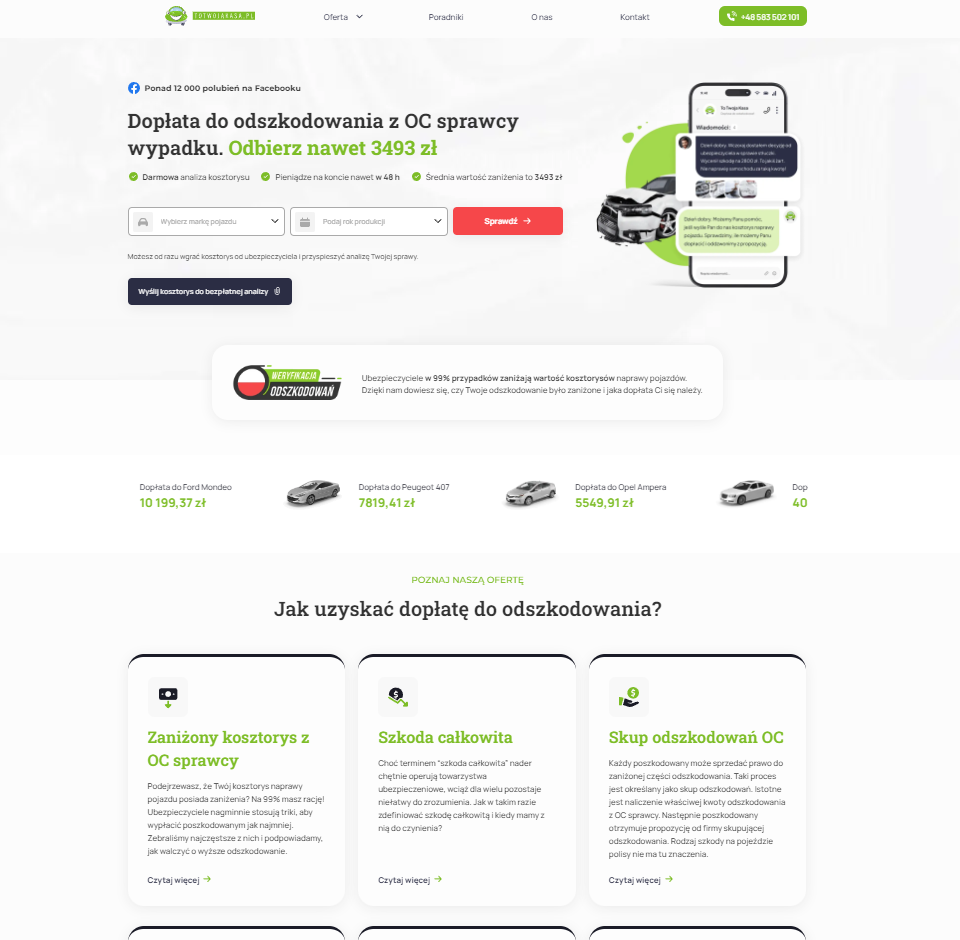 TOTWOJAKASA.PL
Oferta
Poradniki
O nas
Kontakt
+48 583 502 101
Ponad 12 000 polubień na Facebooku
Dopłata do odszkodowania z OC sprawcy
wypadku. Odbierz nawet 3493 zł
Darmowa analiza kosztorysu
Pieniądze na koncie nawet w 48 h
Średnia wartość zaniżenia to 3493 zł
Wybierz markę pojazdu
Podaj rok produkcji
Sprawdź
Możesz od razu wgrać kosztorys od ubezpieczyciela i przyspieszyć analizę Twojej sprawy.
Wyślij kosztorys do bezpłatnej analizy
To Twoja Kasa
Wiadomości
WERYFIKACJA
ODSZKODOWAŃ
Ubezpieczyciele w 99% przypadków zaniżają wartość kosztorysów naprawy pojazdów.
Dzięki nam dowiesz się, czy Twoje odszkodowanie było zaniżone i jaka dopłata Ci się należy.
Dopłata do Ford Mondeo
10 199,37 zł
Dopłata do Peugeot 407
7819,41 zł
Dopłata do Opel Ampera
5549,91 zł
Dop
40
POZNAJ NASZĄ OFERTĘ
Jak uzyskać dopłatę do odszkodowania?
Zaniżony kosztorys z
OC sprawcy
Podejrzewasz, że Twój kosztorys naprawy
pojazdu posiada zaniżenia? Na 99% masz rację!
Ubezpieczyciele nagminnie stosują triki, aby
wypłacić poszkodowanym jak najmniej.
Zebraliśmy najczęstsze z nich i podpowiadamy,
jak walczyć o wyższe odszkodowanie.
Czytaj więcej
Szkoda całkowita
Choć terminem "szkoda całkowita" nader
chętnie operują towarzystwa
ubezpieczeniowe, wciąż dla wielu pozostaje
niełatwy do zrozumienia. Jak w takim razie
zdefiniować szkodę całkowitą i kiedy mamy z
nią do czynienia?
Czytaj więcej
Skup odszkodowań OC
Każdy poszkodowany może sprzedać prawo do
zaniżonej części odszkodowania. Taki proces
jest określany jako skup odszkodowań. Istotne
jest naliczenie właściwej kwoty odszkodowania
z OC sprawcy. Następnie poszkodowany
otrzymuje propozycję od firmy skupującej
odszkodowania. Rodzaj szkody na pojeździe
polisy nie ma tu znaczenia.
Czytaj więcej